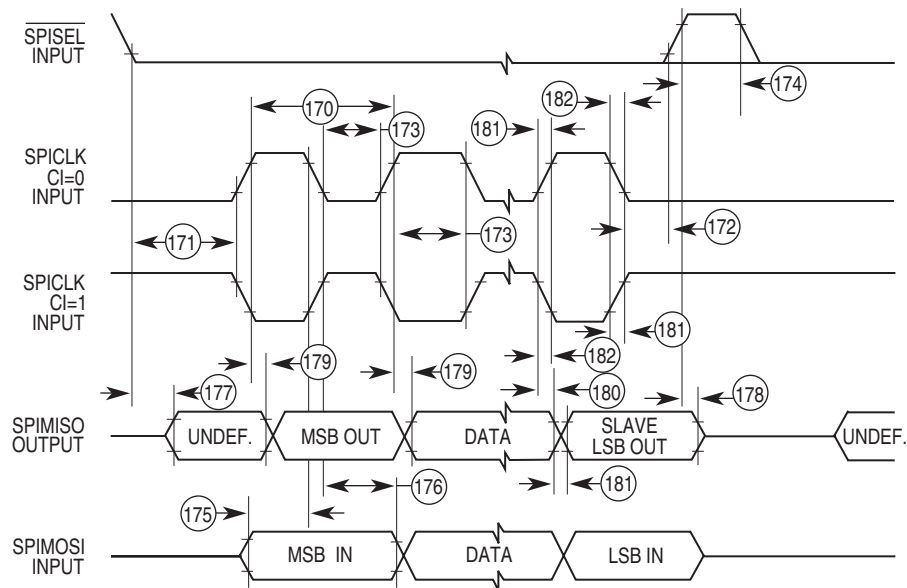 SPISEL
INPUT
174
182
170
181
173
SPICLK
CI=0
INPUT
172
171
173
SPICLK
CI=1
INPUT
181
179
179
182
177
180
178
SPIMISO
OUTPUT
UNDEF.
MSB OUT
DATA
SLAVE
LSB OUT
UNDEF.
176
181
175
SPIMOSI
INPUT
MSB IN
DATA
LSB IN